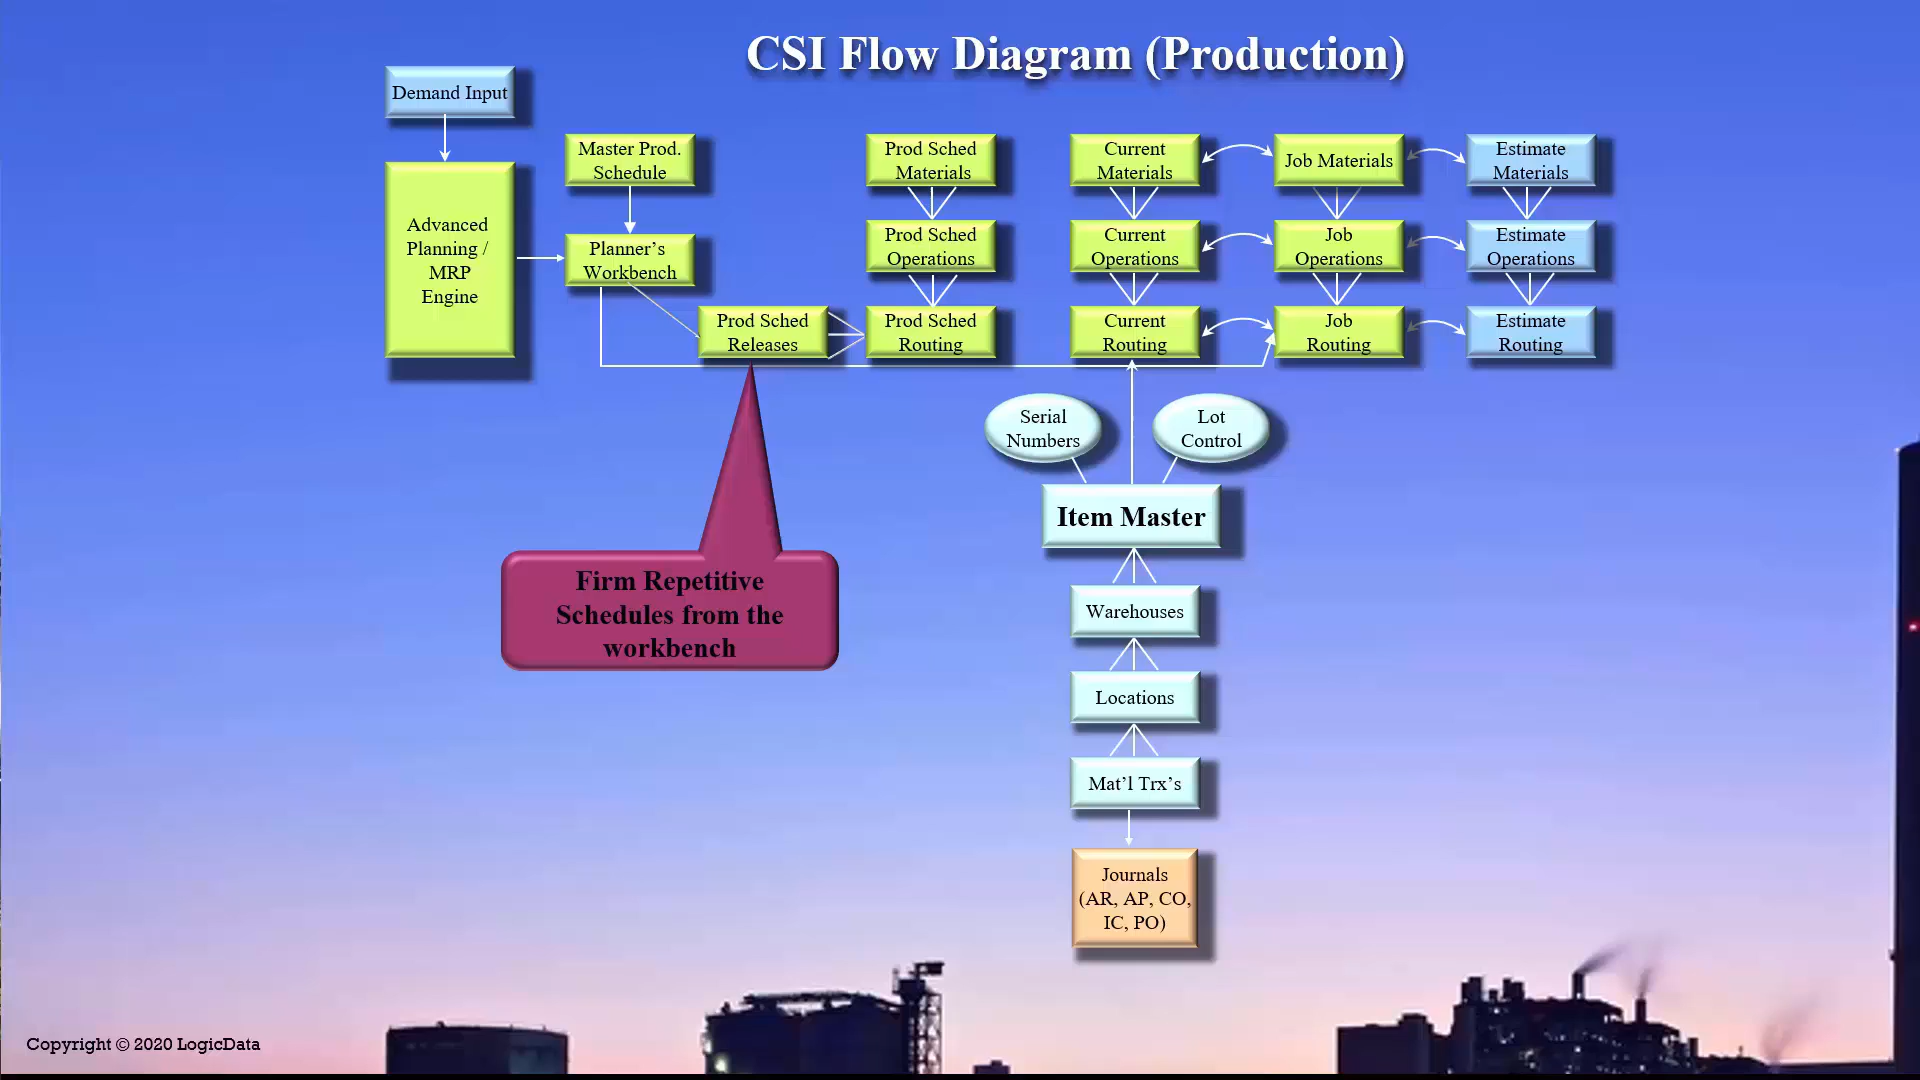 CSI Flow Diagram (Production)
Demand Input
Advanced
Planning /
MRP
Engine
Master Prod.
Schedule
Planner’s
Workbench
Prod Sched
Releases
Prod Sched
Materials
Prod Sched
Operations
Prod Sched
Routing
Current
Materials
Current
Operations
Current
Routing
Job Materials
Job
Operations
Job
Routing
Estimate
Materials
Estimate
Operations
Estimate
Routing
Serial
Numbers
Lot
Control
Item Master
Firm Repetitive
Schedules from the
workbench
Warehouses
Locations
Mat’l Trx’s
Journals
(AR, AP, CO,
IC, PO)
Copyright © 2020 LogicData